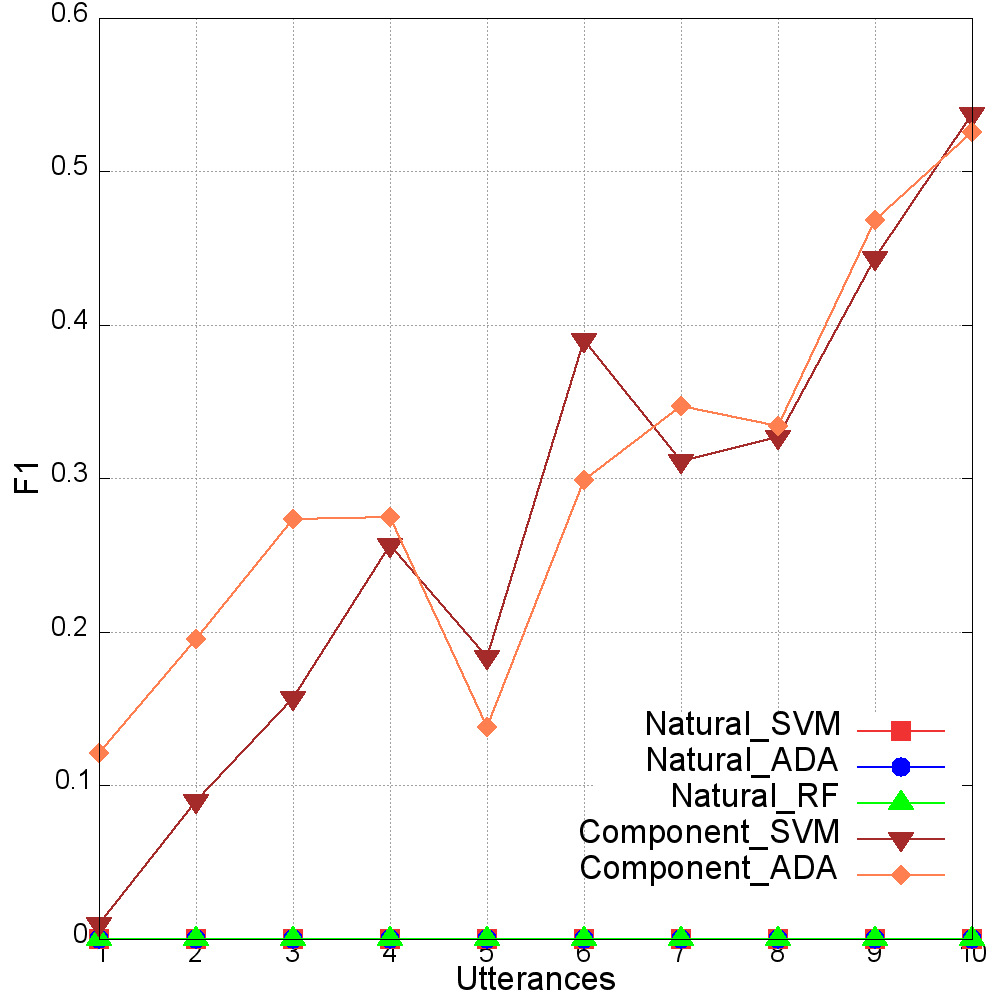 0.6
0.5
0.4
0.3
0.2
0.1
0
F1
Natural_SVM
Natural_ADA
Natural_RF
Component_SVM
Component_ADA
1 2 3 4 5 6 7 8 9 10
Utterances